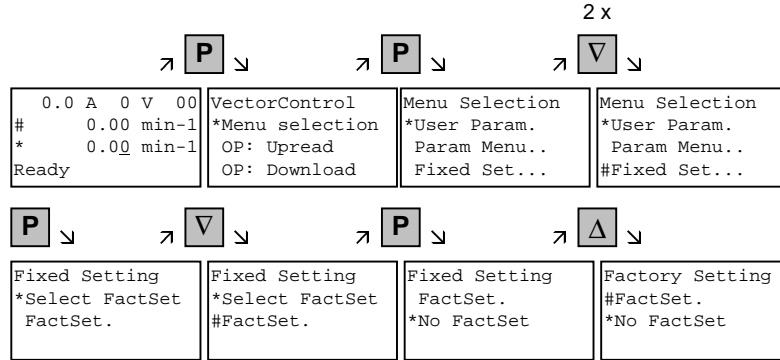 2 x
P
P
∇
0.0 A 0 V 00
# 0.00 min-1
* 0.00 min-1
Ready
VectorControl
*Menu selection
OP: Upread
OP: Download
Menu Selection
*User Param.
Param Menu..
Fixed Set...
Menu Selection
*User Param.
Param Menu..
#Fixed Set...
P
∇
P
Δ
Fixed Setting
*Select FactSet
FactSet.
Fixed Setting
*Select FactSet
#FactSet.
Fixed Setting
FactSet.
*No FactSet
Factory Setting
#FactSet.
*No FactSet